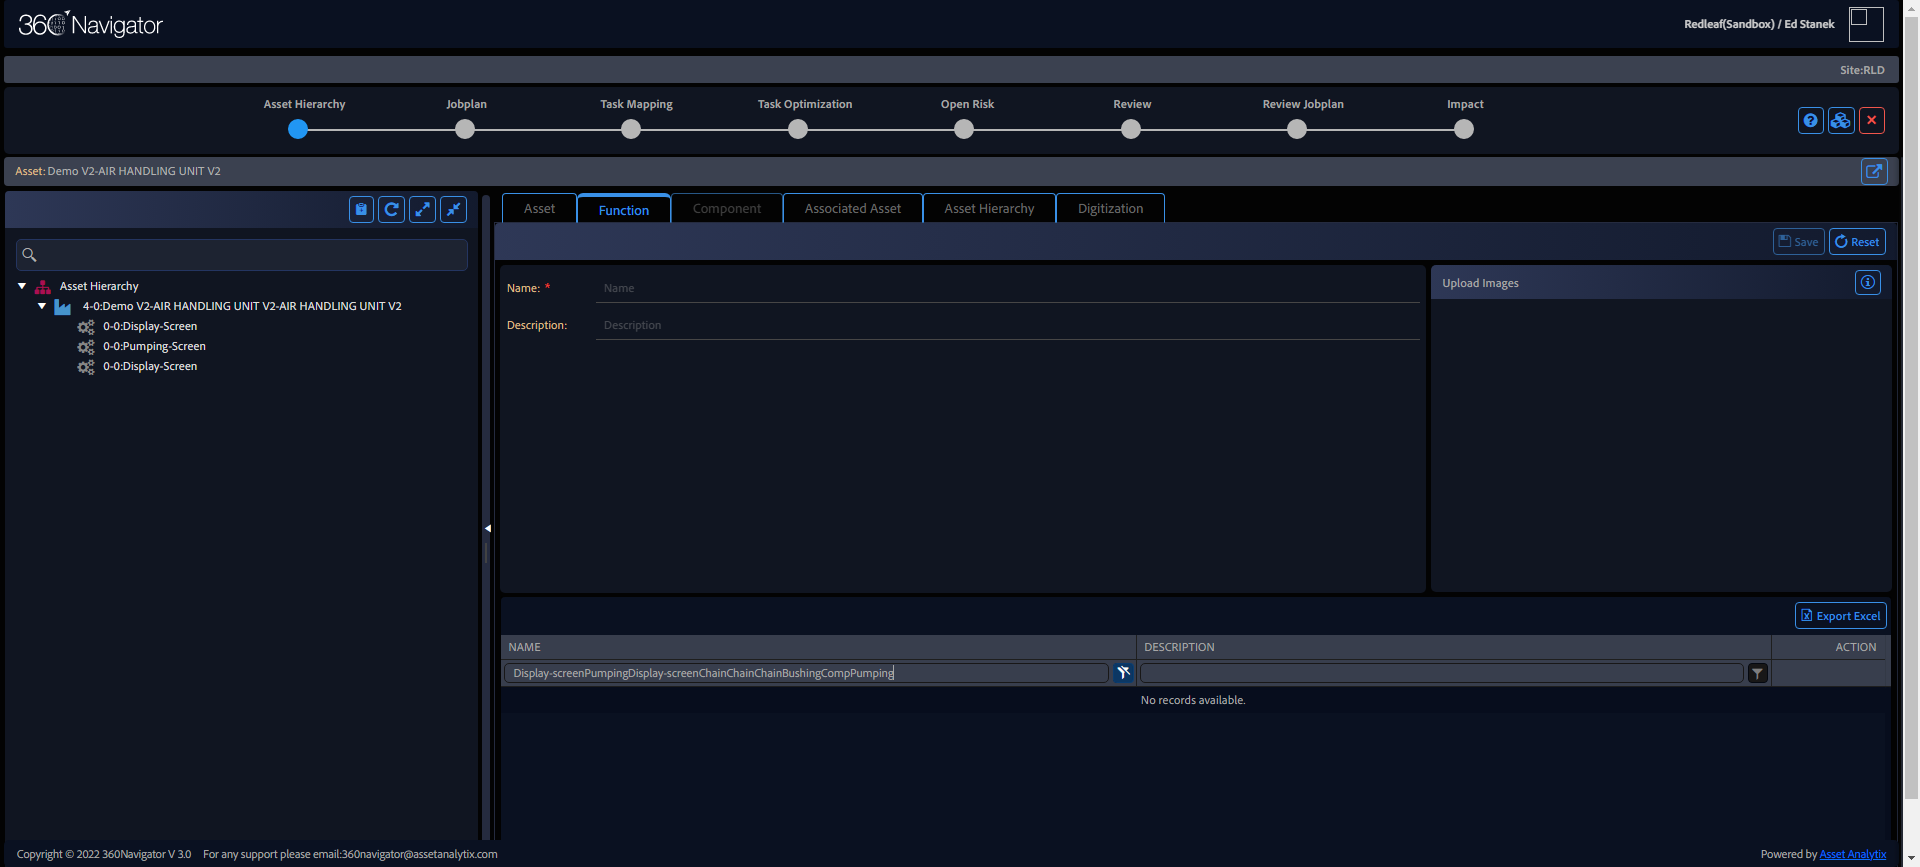 360 Navigator
Redleaf(Sandbox) / Ed Stanek
Site:RLD
Asset Hierarchy
Jobplan
Task Mapping
Task Optimization
Open Risk
Review
Review Jobplan
Impact
Asset: Demo V2-AIR HANDLING UNIT V2
Asset
Function
Component
Associated Asset
Asset Hierarchy
Digitization
Save
Reset
Asset Hierarchy
4-0:Demo V2-AIR HANDLING UNIT V2-AIR HANDLING UNIT V2
0-0:Display-Screen
0-0:Pumping-Screen
0-0:Display-Screen
Name: *
Name
Description:
Description
Upload Images
Export Excel
NAME
DESCRIPTION
ACTION
Display-screenPumpingDisplay-screenChainChainChainBushingCompPumping
No records available.
Copyright © 2022 360Navigator V 3.0
For any support please email:360navigator@assetanalytix.com
Powered by Asset Analytix